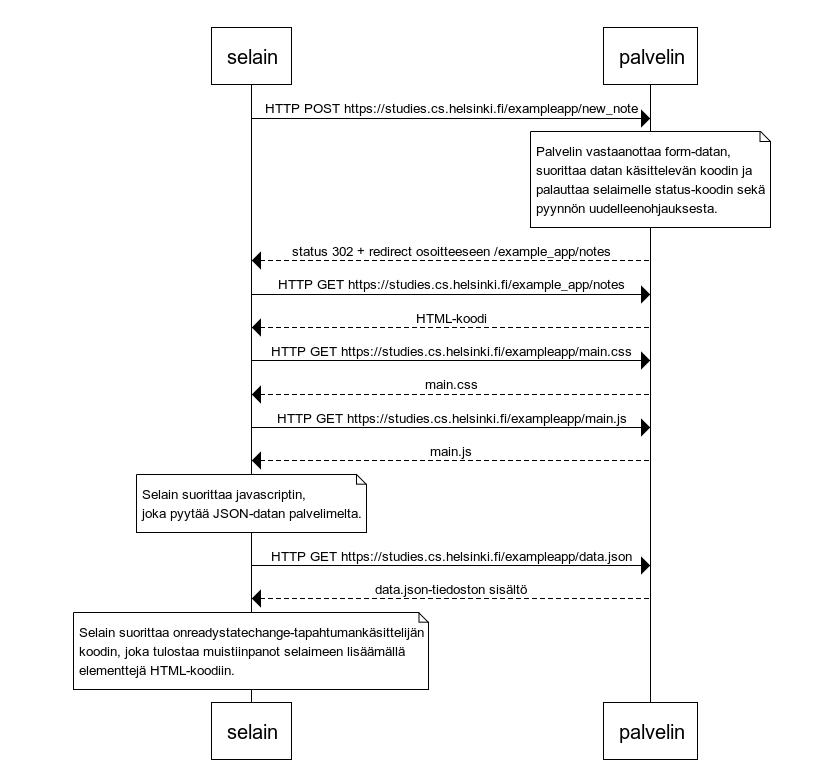 selain
palvelin
HTTP POST https://studies.cs.helsinki.fi/exampleapp/new_note
Palvelin vastaanottaa form-datan,
suorittaa datan käsittelevän koodin ja
palauttaa selaimelle status-koodin sekä
pyynnön uudelleenohjauksesta.
status 302 + redirect osoitteeseen /example_app/notes
HTTP GET https://studies.cs.helsinki.fi/example_app/notes
HTML-koodi
HTTP GET https://studies.cs.helsinki.fi/exampleapp/main.css
main.css
HTTP GET https://studies.cs.helsinki.fi/exampleapp/main.js
main.js
Selain suorittaa javascriptin,
joka pyytää JSON-datan palvelimelta.
HTTP GET https://studies.cs.helsinki.fi/exampleapp/data.json
data.json-tiedoston sisältö
Selain suorittaa onreadystatechange-tapahtumankäsittelijän
koodin, joka tulostaa muistiinpanot selaimeen lisäämällä
elementtejä HTML-koodiin.
selain
palvelin